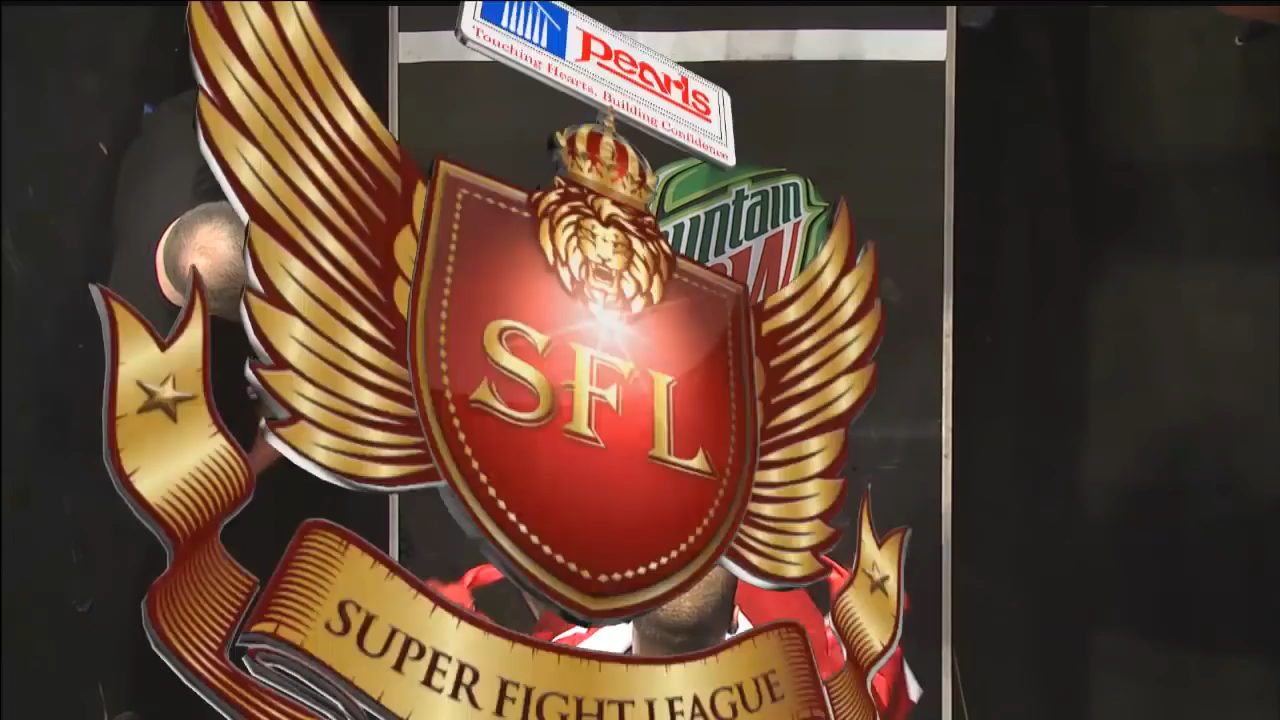 Pearls
Touching Hearts, Building Confidence
SFL
SUPER FIGHT LEAGUE